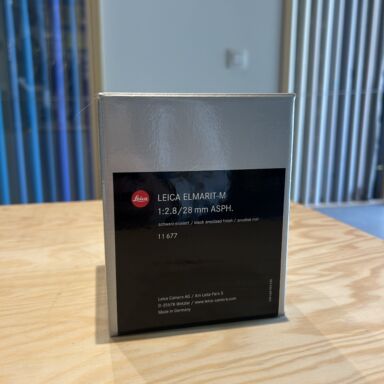 Leica
LEICA ELMARIT-M
1:2.8/28 mm ASPH.
schwarz eloxiert / black anodized finish / anodisé noir
11 677
Leica Camera AG / Am Leitz-Park 5
D-35578 Wetzlar / www.leica-camera.com
Made in Germany